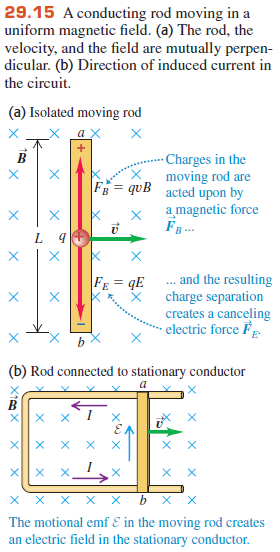 29.15 A conducting rod moving in a
uniform magnetic field. (a) The rod, the
velocity, and the field are mutually perpen-
dicular. (b) Direction of induced current in
the circuit.
(a) Isolated moving rod
a
B⃗
+
Charges in the
moving rod are
acted upon by
a magnetic force
F⃗_B ...
F_B = qvB
v⃗
L
q
+
F_E = qE
... and the resulting
charge separation
creates a canceling
electric force F⃗_E.
–
b
(b) Rod connected to stationary conductor
a
B⃗
I
ℰ
v⃗
I
b
The motional emf ℰ in the moving rod creates
an electric field in the stationary conductor.